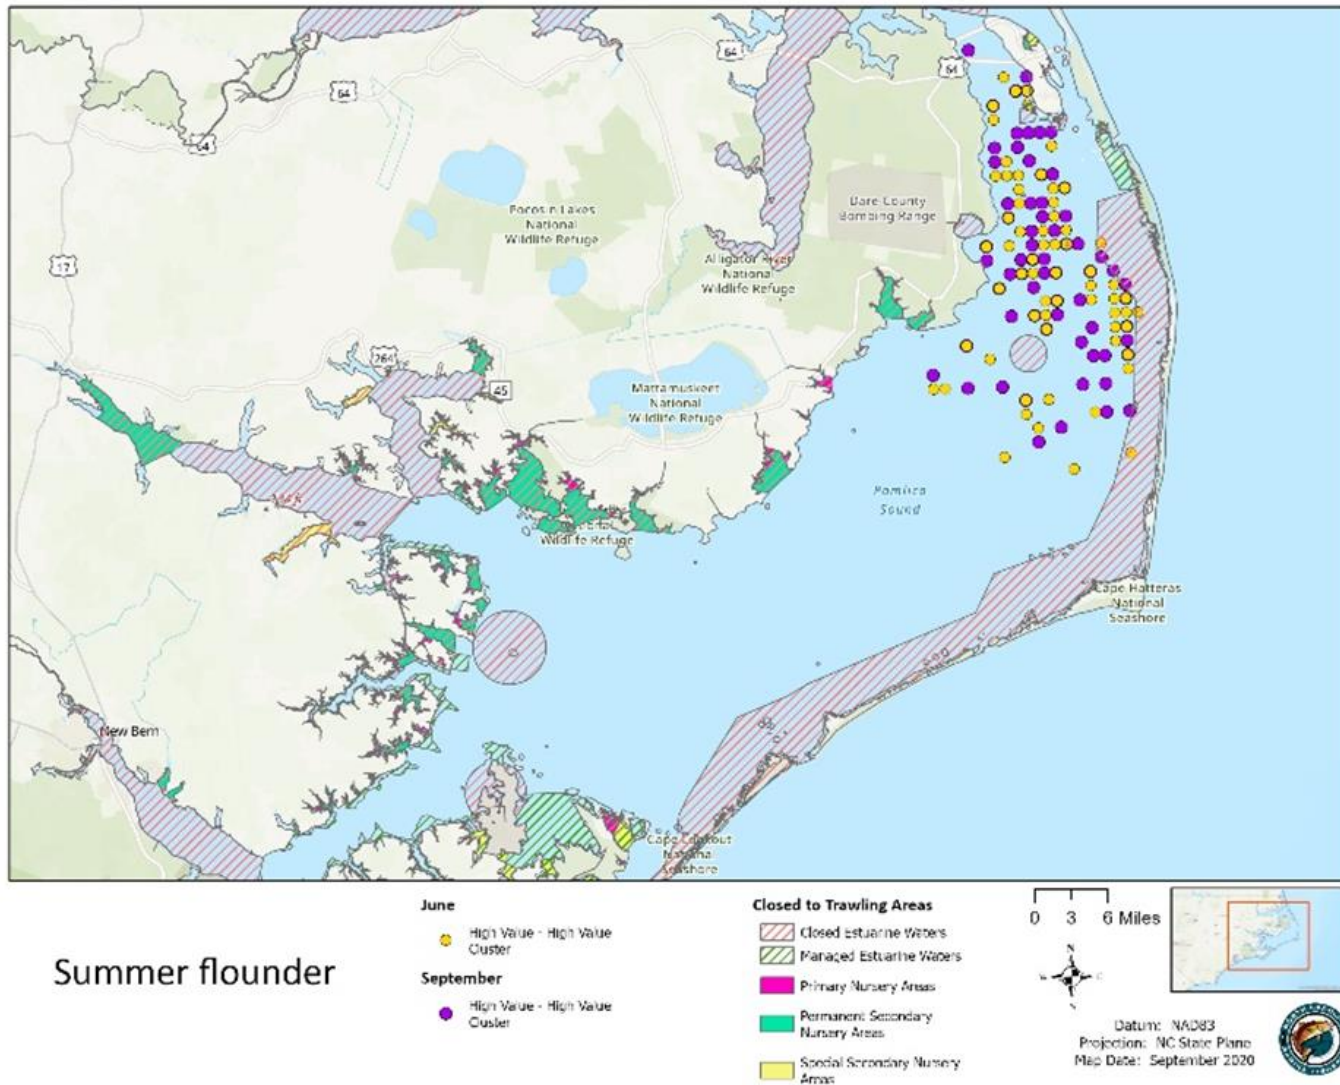 64
64
64
64
17
Pocosin Lakes
National
Wildlife Refuge
Dare County
Bombing Range
Alligator River
National
Wildlife Refuge
264
45
Mattamuskeet
National
Wildlife Refuge
Pamlico
Sound
Wildlife Refuge
Cape Hatteras
National
Seashore
New Bern
Cape Lookout
National
Seashore
Summer flounder
June
High Value - High Value
Cluster
September
High Value - High Value
Cluster
Closed to Trawling Areas
Closed Estuarine Waters
Managed Estuarine Waters
Primary Nursery Areas
Permanent Secondary
Nursery Areas
Special Secondary Nursery
Areas
0 3 6 Miles
N
Datum: NAD83
Projection: NC State Plane
Map Date: September 2020